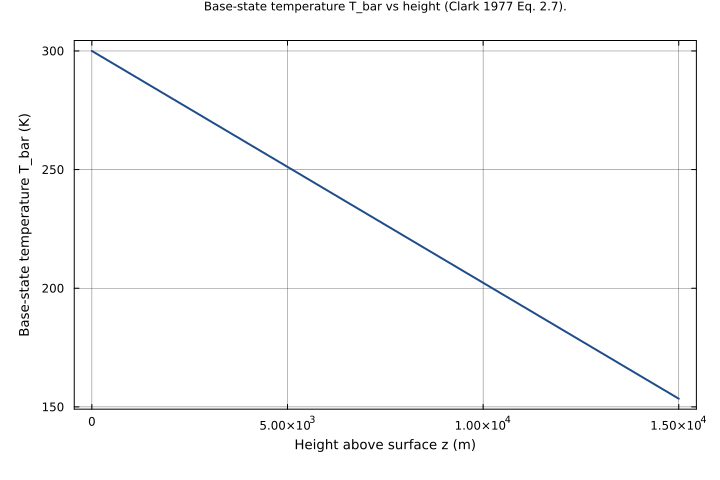 Base-state temperature T_bar vs height (Clark 1977 Eq. 2.7).
Base-state temperature T_bar (K)
300
250
200
150
0
5.00×10³
1.00×10⁴
1.50×10⁴
Height above surface z (m)